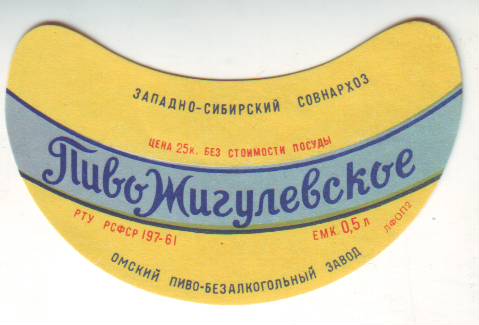 ЗАПАДНО-СИБИРСКИЙ СОВНАРХОЗ
ЦЕНА 25к. БЕЗ СТОИМОСТИ ПОСУДЫ
Пиво Жигулевское
РТУ РСФСР 197-61
ЕМК. 0,5 л
ЛФОП2
ОМСКИЙ ПИВО-БЕЗАЛКОГОЛЬНЫЙ ЗАВОД